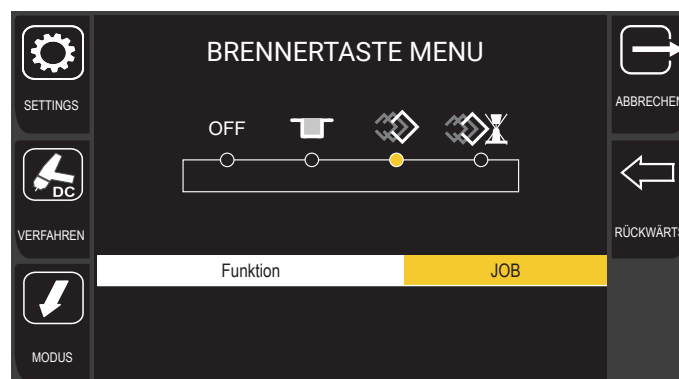 BRENNERTASTE MENU
SETTINGS
ABBRECHEN
OFF
DC
VERFAHREN
RÜCKWÄRTS
Funktion JOB
MODUS